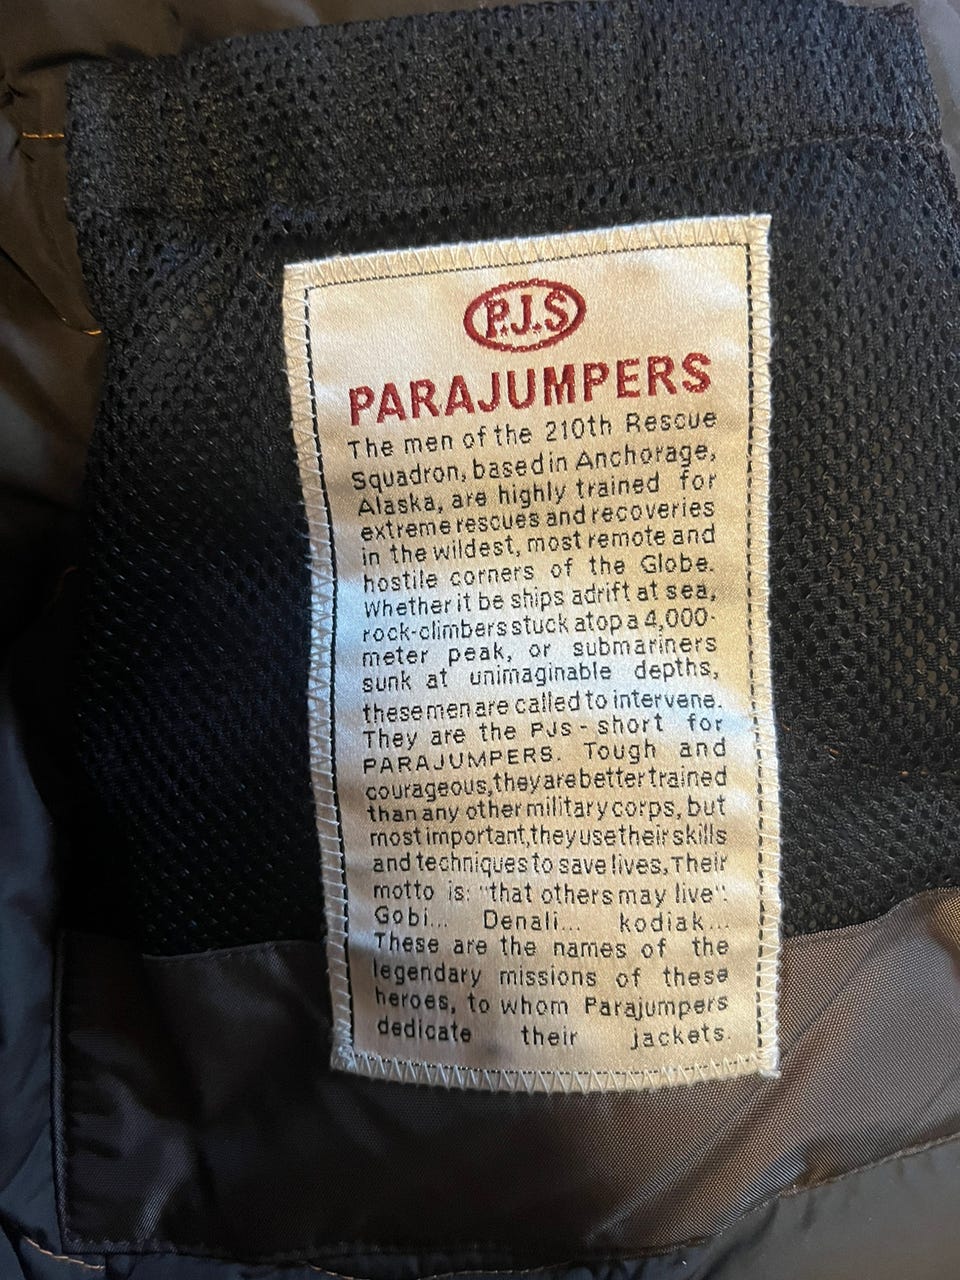 P.J.S
PARAJUMPERS
The men of the 210th Rescue
Squadron, based in Anchorage,
Alaska, are highly trained for
extreme rescues and recoveries
in the wildest, most remote and
hostile corners of the Globe.
Whether it be ships adrift at sea,
rock-climbers stuck atop a 4,000-
meter peak, or submariners
sunk at unimaginable depths,
these men are called to intervene.
They are the PJS - short for
PARAJUMPERS. Tough and
courageous, they are better trained
than any other military corps, but
most important, they use their skills
and techniques to save lives, Their
motto is: "that others may live":
Gobi... Denali... kodiak...
These are the names of the
legendary missions of these
heroes, to whom Parajumpers
dedicate their jackets.